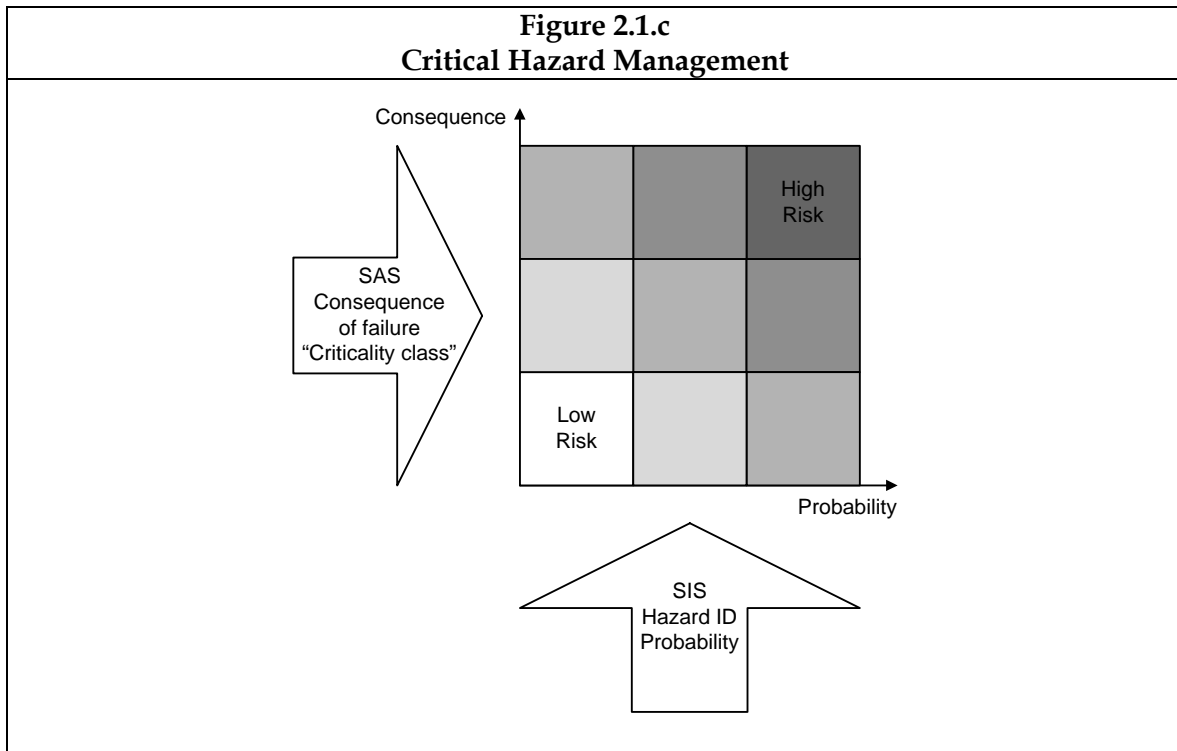 Figure 2.1.c
Critical Hazard Management
Consequence
High
Risk
SAS
Consequence
of failure
“Criticality class”
Low
Risk
Probability
SIS
Hazard ID
Probability